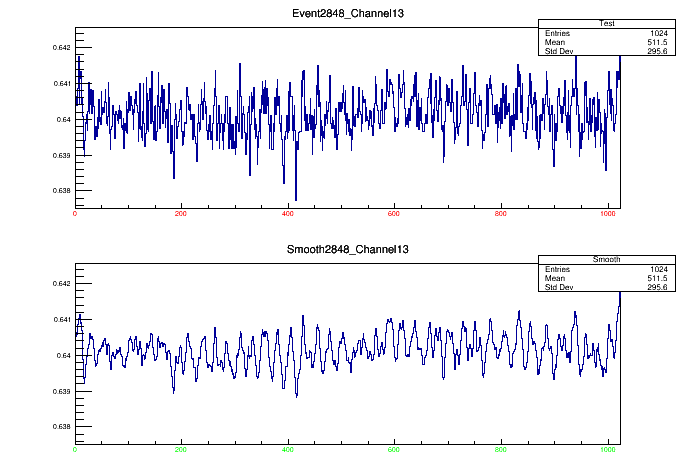 Event2848_Channel13
Test
Entries 1024
Mean 511.5
Std Dev 295.6
0.642
0.641
0.64
0.639
0.638
0 200 400 600 800 1000
Smooth2848_Channel13
Smooth
Entries 1024
Mean 511.5
Std Dev 295.6
0.642
0.641
0.64
0.639
0.638
0 200 400 600 800 1000